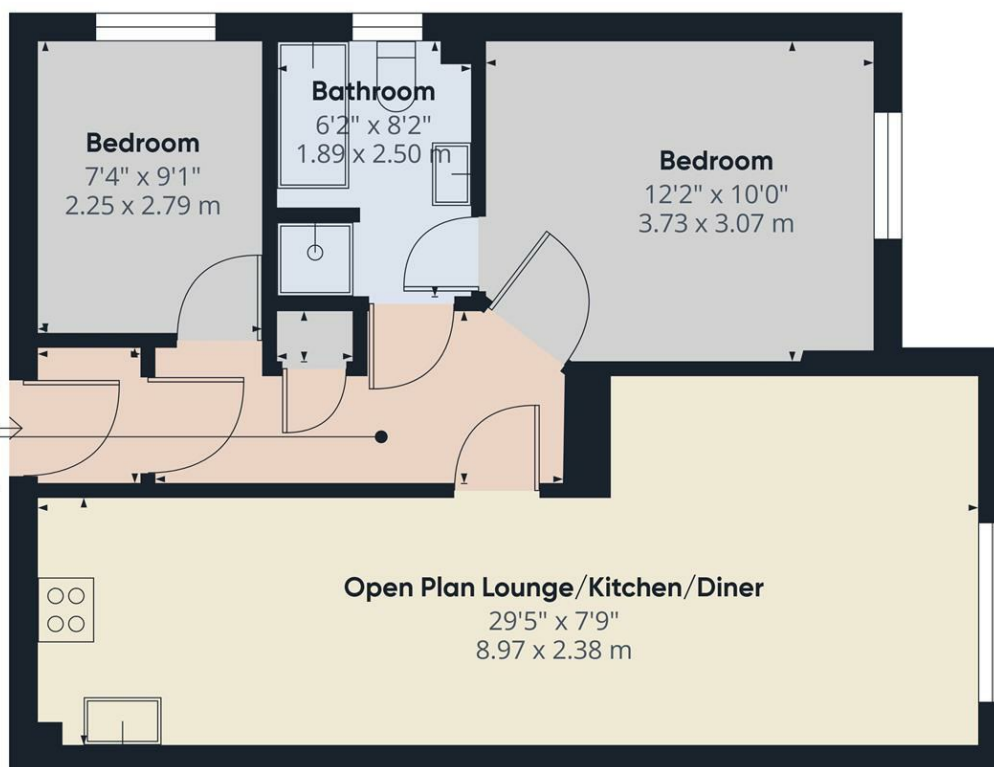 Bedroom
7'4" x 9'1"
2.25 x 2.79 m
Bathroom
6'2" x 8'2"
1.89 x 2.50 m
Bedroom
12'2" x 10'0"
3.73 x 3.07 m
Open Plan Lounge/Kitchen/Diner
29'5" x 7'9"
8.97 x 2.38 m